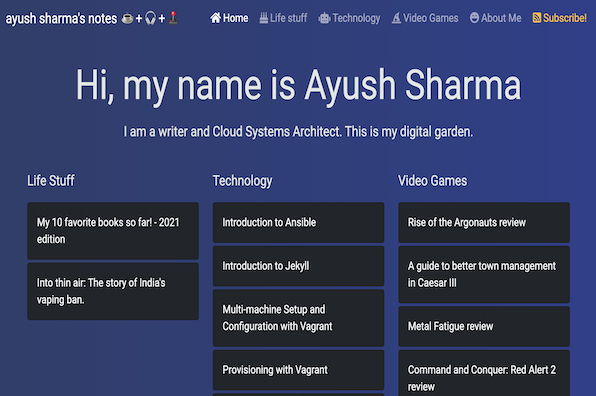 ayush sharma's notes ☕ + 🎧 + 🕹️
Home Life stuff Technology Video Games About Me Subscribe!
Hi, my name is Ayush Sharma
I am a writer and Cloud Systems Architect. This is my digital garden.
Life Stuff
My 10 favorite books so far! - 2021
edition
Into thin air: The story of India's
vaping ban.
Technology
Introduction to Ansible
Introduction to Jekyll
Multi-machine Setup and
Configuration with Vagrant
Provisioning with Vagrant
Video Games
Rise of the Argonauts review
A guide to better town management
in Caesar III
Metal Fatigue review
Command and Conquer: Red Alert 2
review